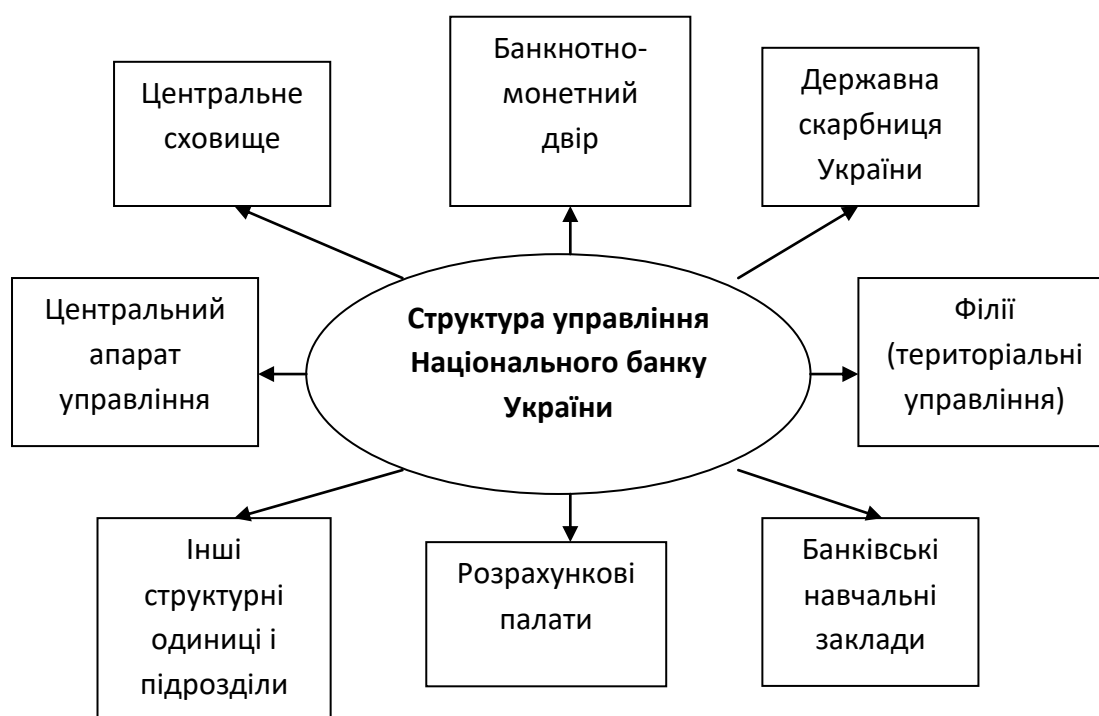 Центральне
сховище
Банкнотно-
монетний
двір
Державна
скарбниця
України
Центральний
апарат
управління
Структура управління
Національного банку
України
Філії
(територіальні
управління)
Інші
структурні
одиниці і
підрозділи
Розрахункові
палати
Банківські
навчальні
заклади